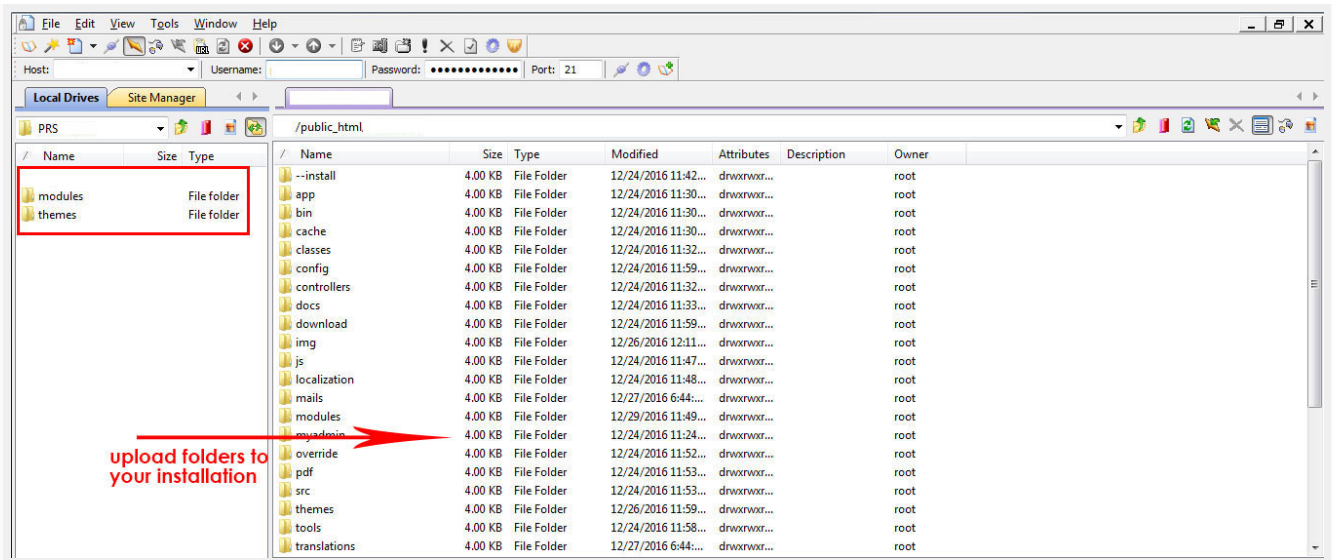 File Edit View Tools Window Help
URL
Host: Username: Password: ●●●●●●●●●●●●● Port: 21
Local Drives Site Manager
PRS /public_html
/ Name Size Type / Name Size Type Modified Attributes Description Owner
--install 4.00 KB File Folder 12/24/2016 11:42... drwxrwxr... root
modules File folder app 4.00 KB File Folder 12/24/2016 11:30... drwxrwxr... root
themes File folder bin 4.00 KB File Folder 12/24/2016 11:30... drwxrwxr... root
cache 4.00 KB File Folder 12/24/2016 11:30... drwxrwxr... root
classes 4.00 KB File Folder 12/24/2016 11:32... drwxrwxr... root
config 4.00 KB File Folder 12/24/2016 11:59... drwxrwxr... root
controllers 4.00 KB File Folder 12/24/2016 11:32... drwxrwxr... root
docs 4.00 KB File Folder 12/24/2016 11:33... drwxrwxr... root
download 4.00 KB File Folder 12/24/2016 11:59... drwxrwxr... root
img 4.00 KB File Folder 12/26/2016 12:11... drwxrwxr... root
js 4.00 KB File Folder 12/24/2016 11:47... drwxrwxr... root
localization 4.00 KB File Folder 12/24/2016 11:48... drwxrwxr... root
mails 4.00 KB File Folder 12/27/2016 6:44:... drwxrwxr... root
modules 4.00 KB File Folder 12/29/2016 11:49... drwxrwxr... root
myadmin 4.00 KB File Folder 12/24/2016 11:24... drwxrwxr... root
upload folders to override 4.00 KB File Folder 12/24/2016 11:52... drwxrwxr... root
your installation pdf 4.00 KB File Folder 12/24/2016 11:53... drwxrwxr... root
src 4.00 KB File Folder 12/24/2016 11:53... drwxrwxr... root
themes 4.00 KB File Folder 12/26/2016 11:59... drwxrwxr... root
tools 4.00 KB File Folder 12/24/2016 11:58... drwxrwxr... root
translations 4.00 KB File Folder 12/27/2016 6:44:... drwxrwxr... root